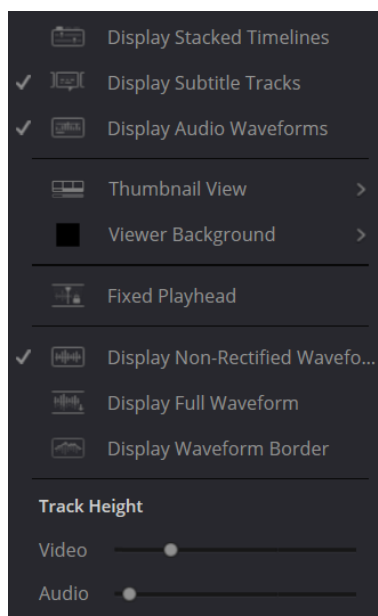 Display Stacked Timelines
Display Subtitle Tracks
Display Audio Waveforms
Thumbnail View
Viewer Background
Fixed Playhead
Display Non-Rectified Wavefo...
Display Full Waveform
Display Waveform Border
Track Height
Video
Audio